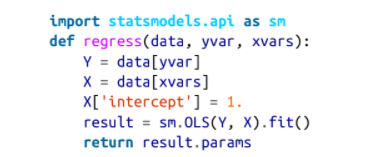 import statsmodels.api as sm
def regress(data, yvar, xvars):
    Y = data[yvar]
    X = data[xvars]
    X['intercept'] = 1.
    result = sm.OLS(Y, X).fit()
    return result.params